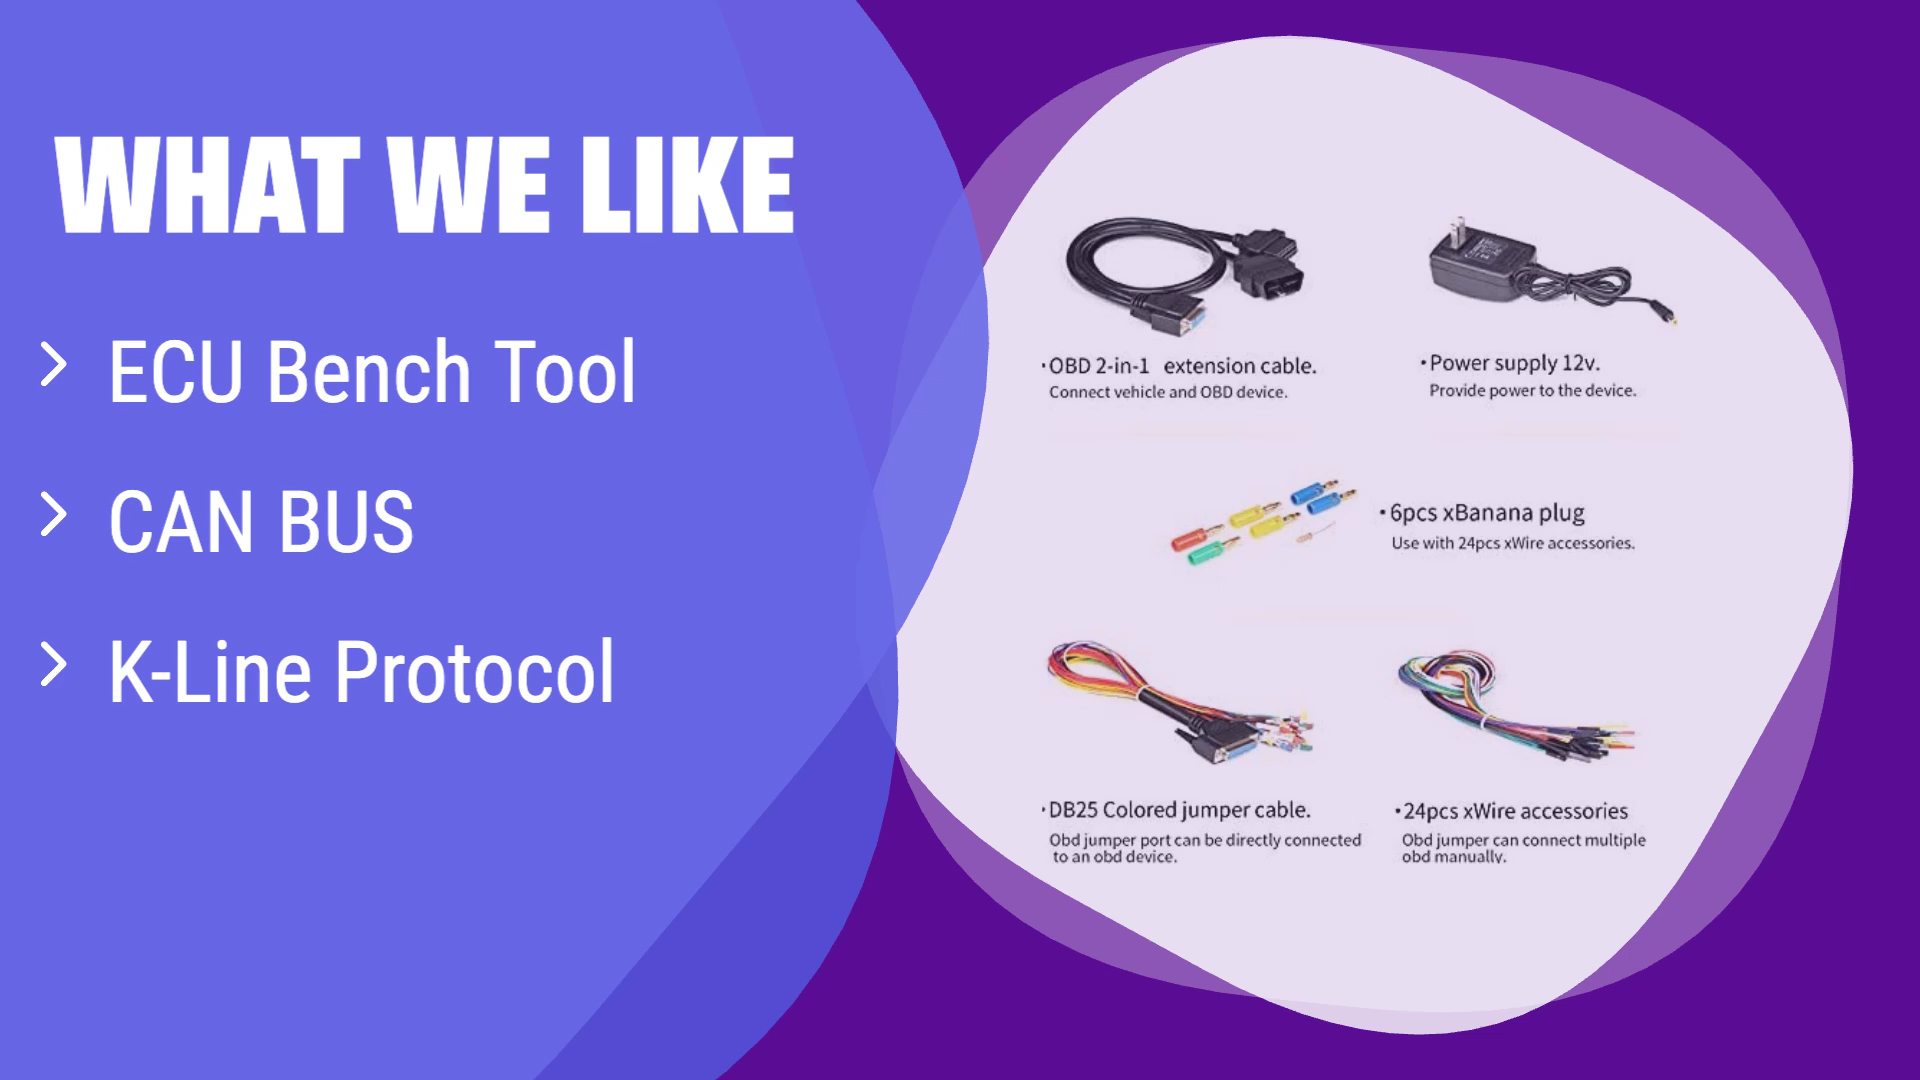 WHAT WE LIKE
ECU Bench Tool
CAN BUS
K-Line Protocol
·OBD 2-in-1 extension cable.
Connect vehicle and OBD device.
·Power supply 12v.
Provide power to the device.
·6pcs xBanana plug
Use with 24pcs xWire accessories.
·DB25 Colored jumper cable.
Obd jumper port can be directly connected
to an obd device.
·24pcs xWire accessories
Obd jumper can connect multiple
obd manually.